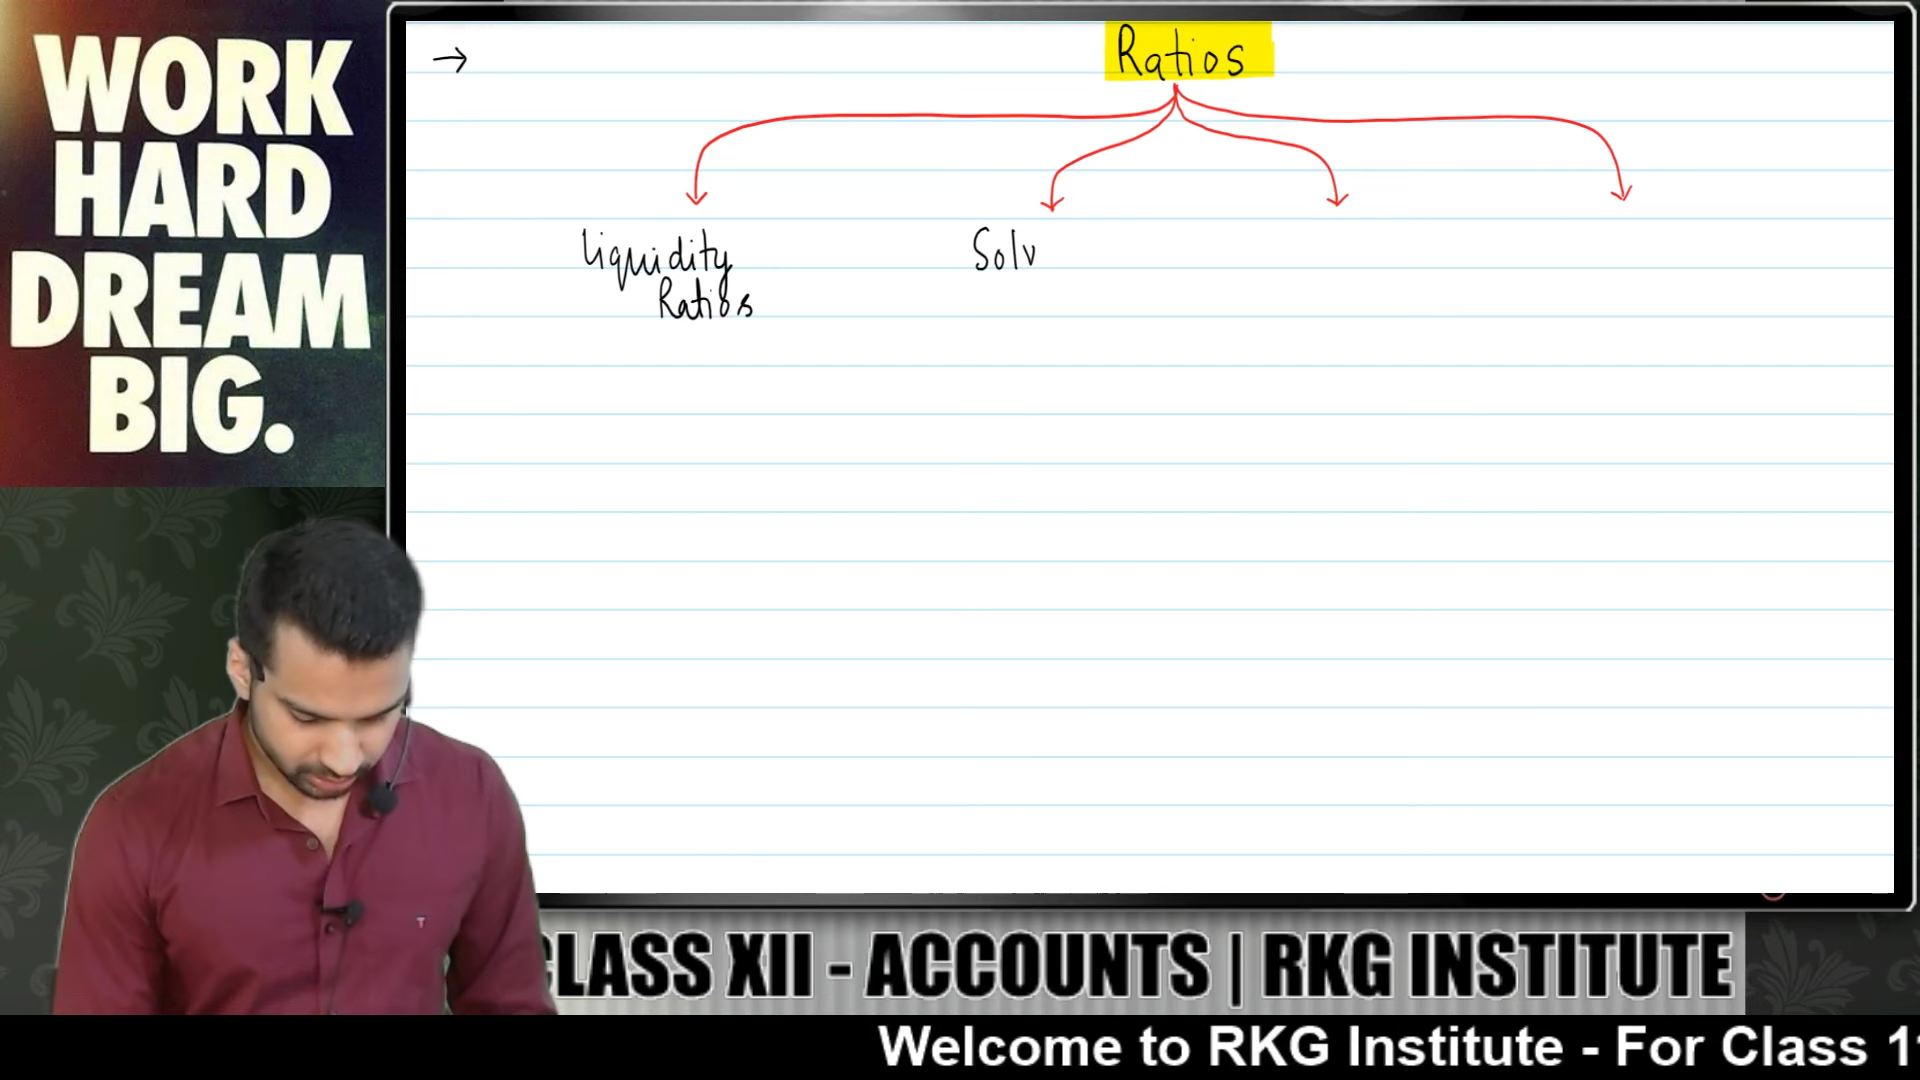 WORK
HARD
DREAM
BIG.
→ Ratios
Liquidity
Ratios
Solv
T
CLASS XII - ACCOUNTS | RKG INSTITUTE
Welcome to RKG Institute - For Class 1